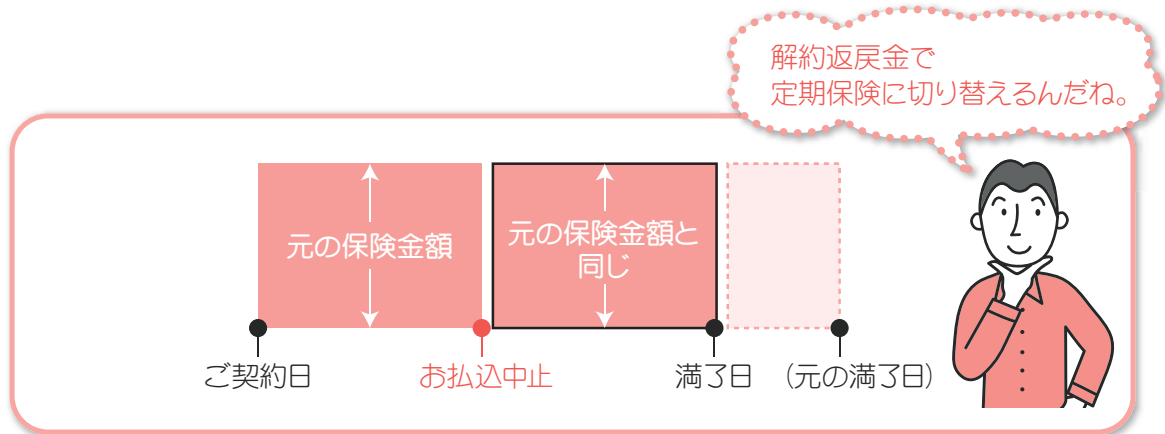 解約返戻金で
定期保険に切り替えるんだね。
元の保険金額
元の保険金額と
同じ
ご契約日
お払込中止
満了日
(元の満了日)